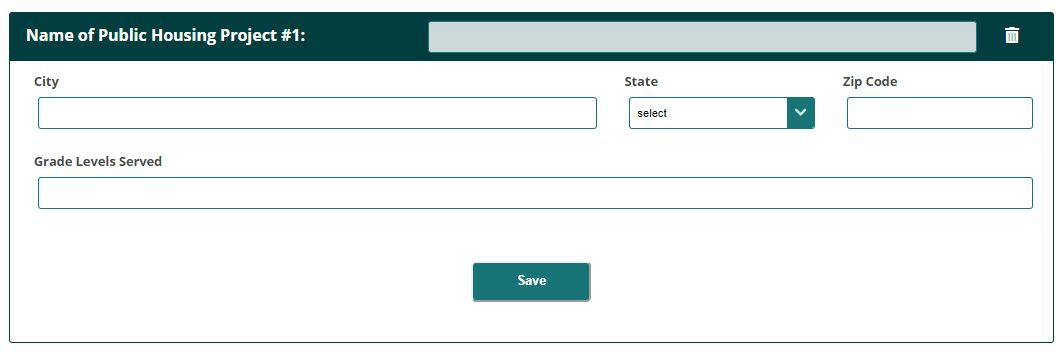 Name of Public Housing Project #1:
City State Zip Code
select
Grade Levels Served
Save